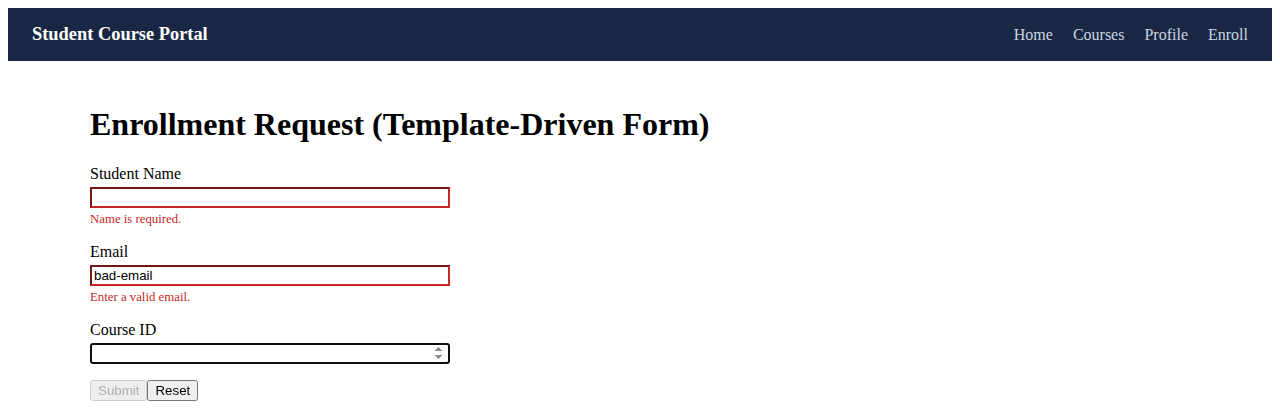 Student Course Portal
Home Courses Profile Enroll
Enrollment Request (Template-Driven Form)
Student Name
Name is required.
Email
bad-email
Enter a valid email.
Course ID
Submit Reset